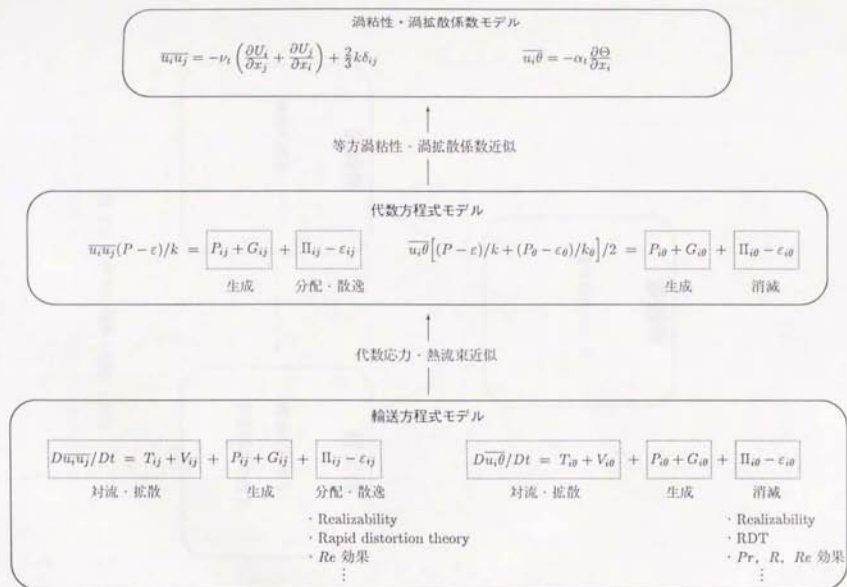 渦粘性・渦拡散係数モデル
$\overline{u_i u_j} = -\nu_t \left( \frac{\partial U_i}{\partial x_j} + \frac{\partial U_j}{\partial x_i} \right) + \frac{2}{3} k \delta_{ij}$ $\overline{u_i \theta} = -\alpha_t \frac{\partial \Theta}{\partial x_i}$
等方渦粘性・渦拡散係数近似
代数方程式モデル
$\overline{u_i u_j}(P - \varepsilon)/k = P_{ij} + G_{ij} + \Pi_{ij} - \varepsilon_{ij}$ $\overline{u_i \theta}\left[(P - \varepsilon)/k + (P_\theta - \varepsilon_\theta)/k_\theta\right]/2 = P_{i\theta} + G_{i\theta} + \Pi_{i\theta} - \varepsilon_{i\theta}$
生成 分配・散逸 生成 消滅
代数応力・熱流束近似
輸送方程式モデル
$D\overline{u_i u_j}/Dt = T_{ij} + V_{ij} + P_{ij} + G_{ij} + \Pi_{ij} - \varepsilon_{ij}$ $D\overline{u_i \theta}/Dt = T_{i\theta} + V_{i\theta} + P_{i\theta} + G_{i\theta} + \Pi_{i\theta} - \varepsilon_{i\theta}$
対流・拡散 生成 分配・散逸 対流・拡散 生成 消滅
・Realizability ・Realizability
・Rapid distortion theory ・RDT
・Re 効果 ・Pr, R, Re 効果
⋮ ⋮